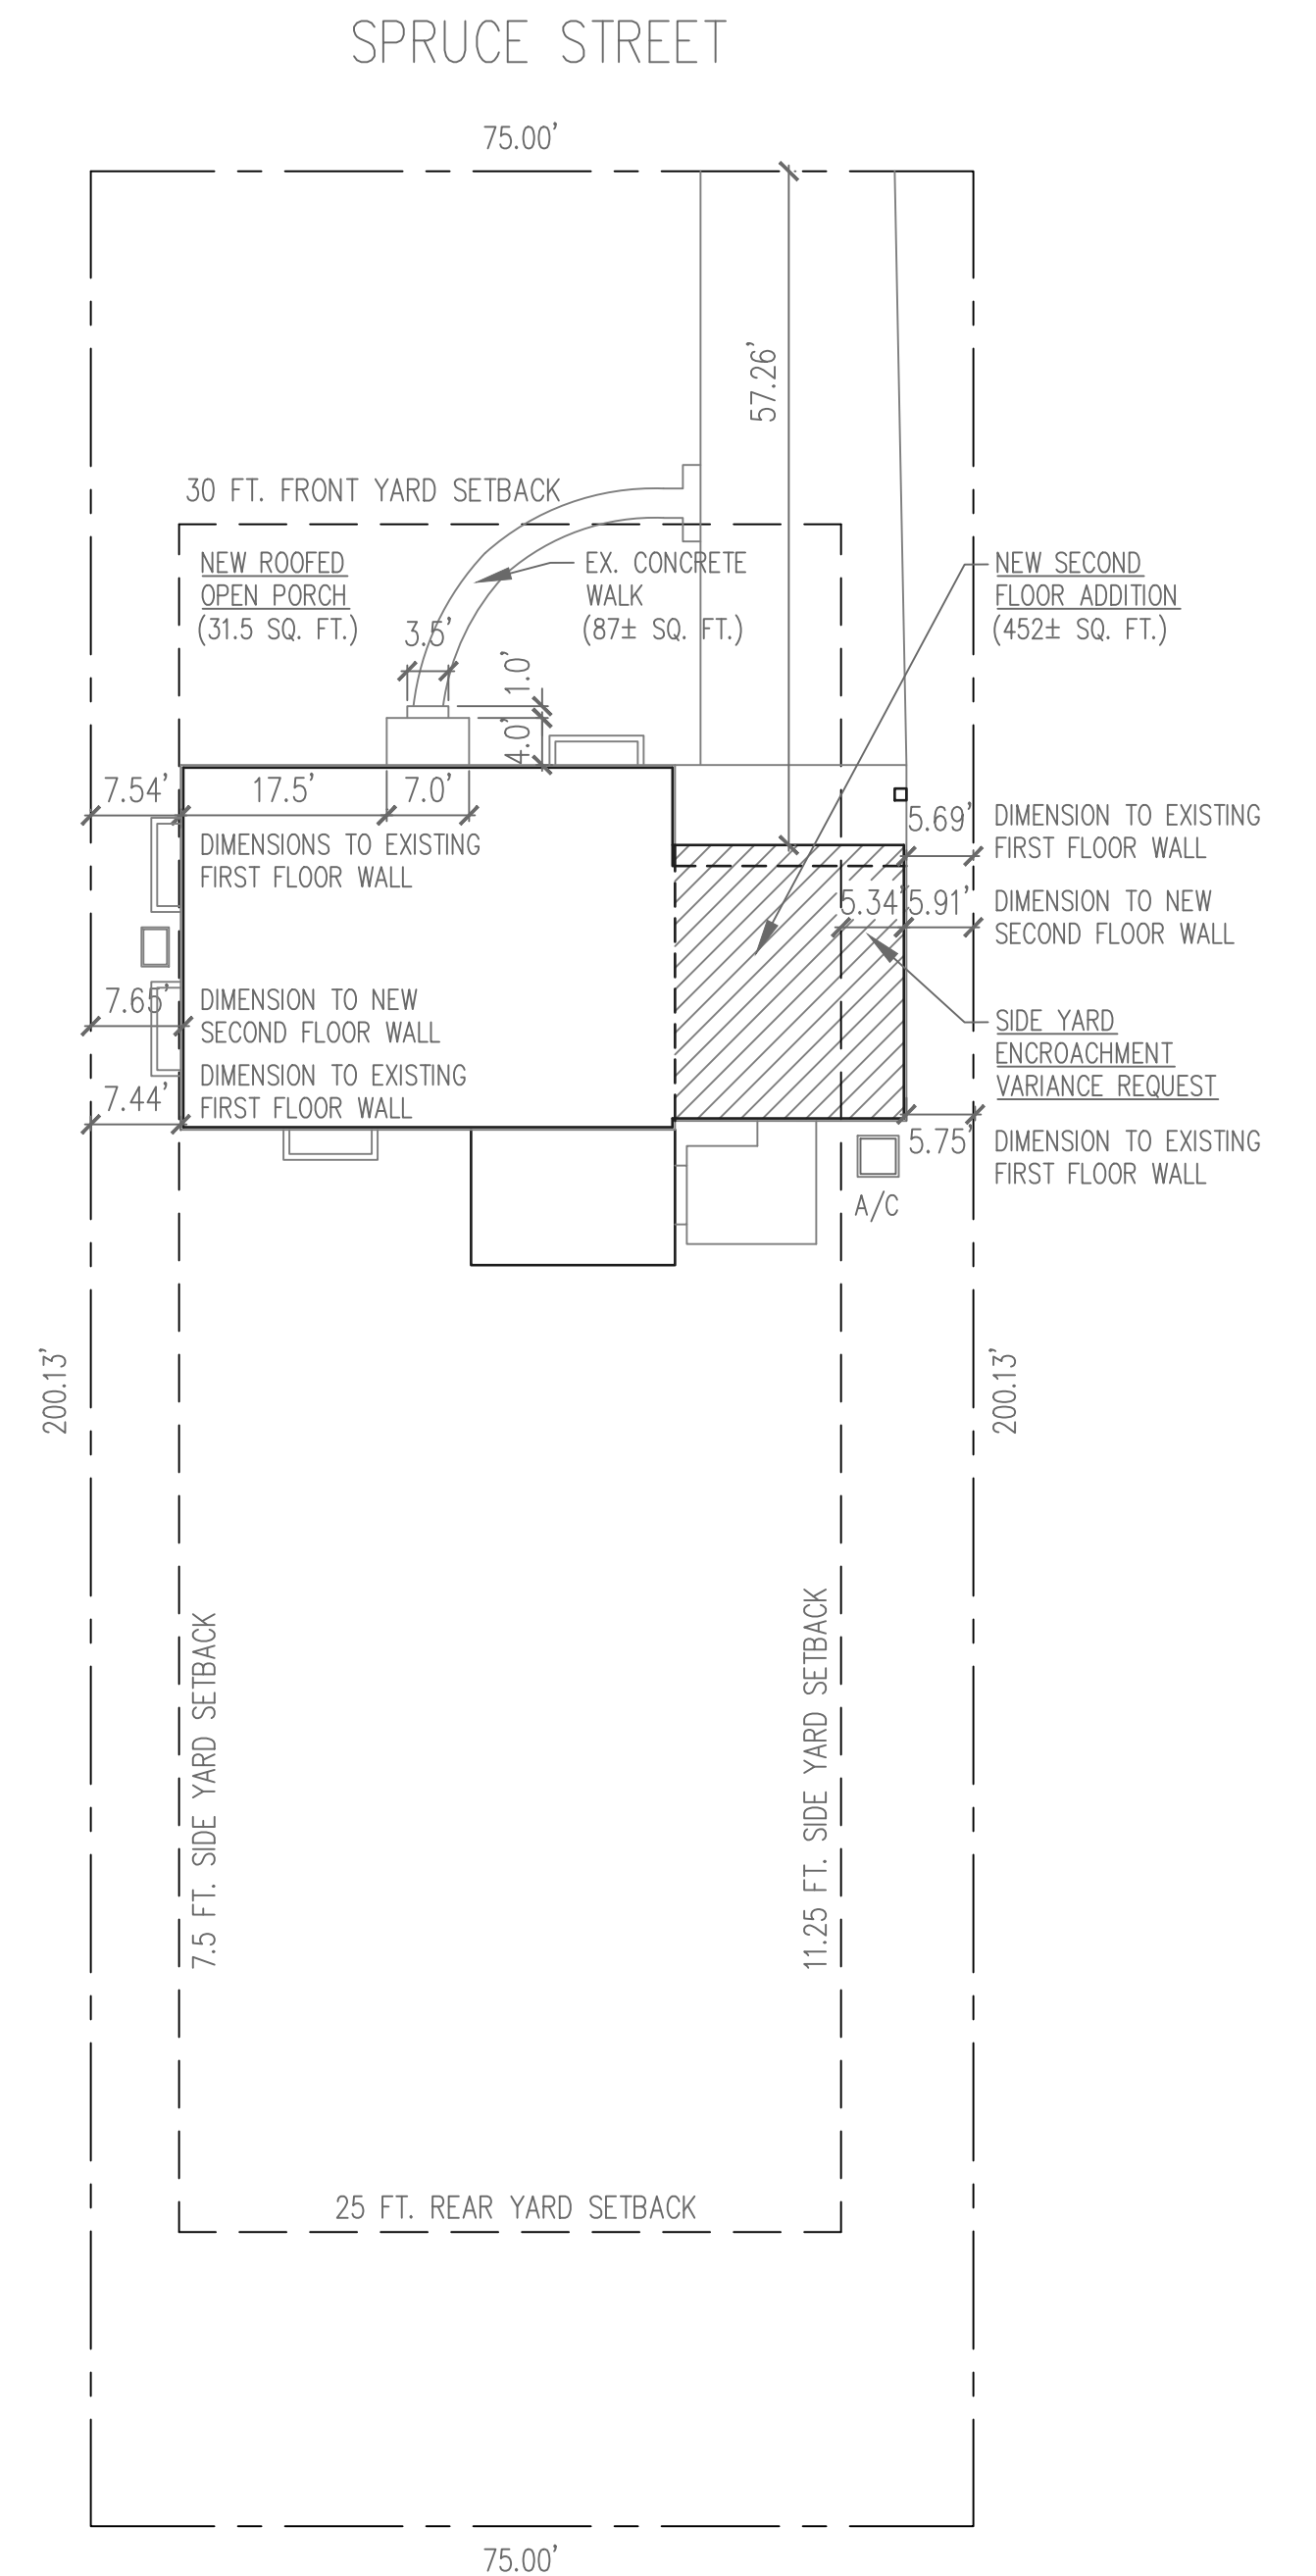 SPRUCE STREET
75.00'
57.26'
30 FT. FRONT YARD SETBACK
NEW ROOFED
OPEN PORCH
(31.5 SQ. FT.)
3.5'
EX. CONCRETE
WALK
(87± SQ. FT.)
NEW SECOND
FLOOR ADDITION
(452± SQ. FT.)
1.0'
4.0'
7.54'
17.5'
7.0'
DIMENSIONS TO EXISTING
FIRST FLOOR WALL
5.69'
DIMENSION TO EXISTING
FIRST FLOOR WALL
5.34'
5.91'
DIMENSION TO NEW
SECOND FLOOR WALL
7.65'
DIMENSION TO NEW
SECOND FLOOR WALL
SIDE YARD
ENCROACHMENT
VARIANCE REQUEST
7.44'
DIMENSION TO EXISTING
FIRST FLOOR WALL
5.75'
DIMENSION TO EXISTING
FIRST FLOOR WALL
A/C
200.13'
200.13'
7.5 FT. SIDE YARD SETBACK
11.25 FT. SIDE YARD SETBACK
25 FT. REAR YARD SETBACK
75.00'